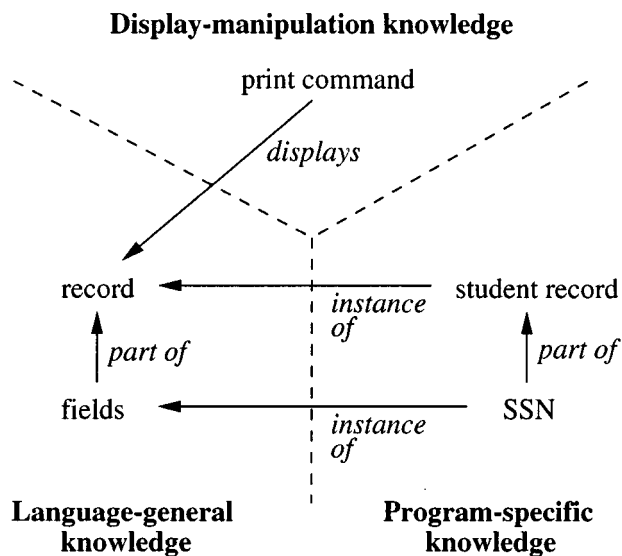 Display-manipulation knowledge
print command
displays
record
instance
of
student record
part of
part of
fields
instance
of
SSN
Language-general
knowledge
Program-specific
knowledge